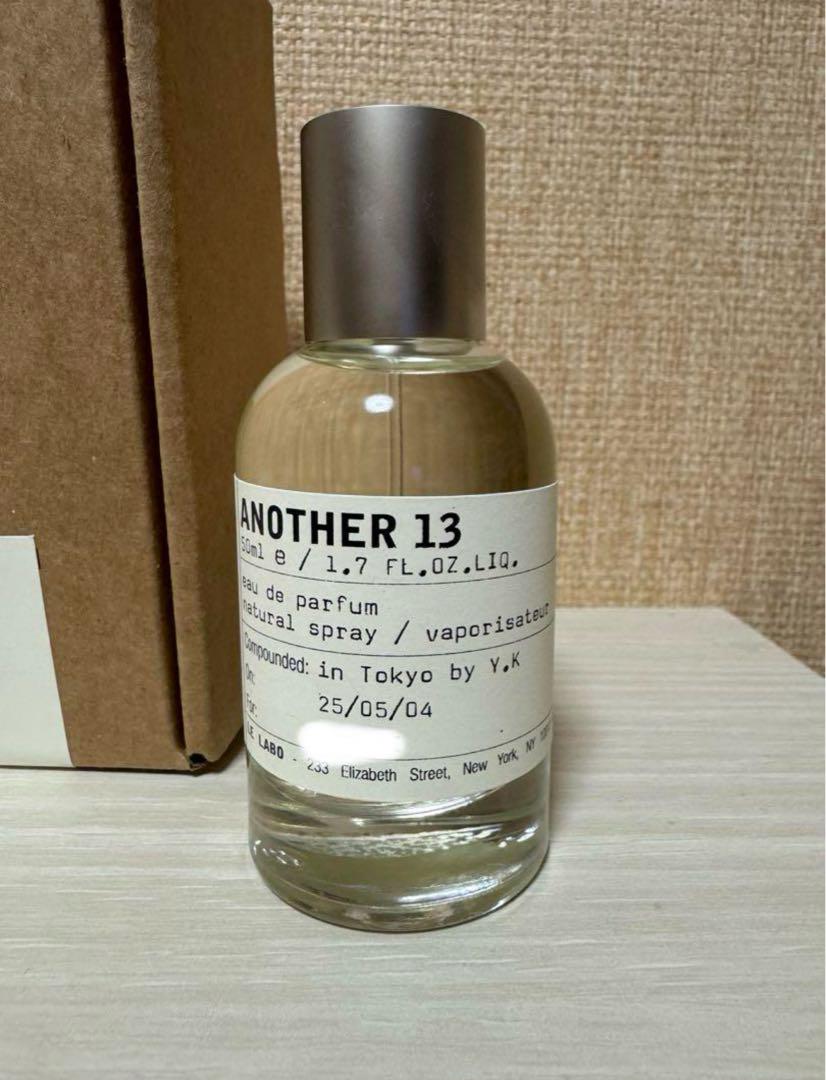 ANOTHER 13
50ml e / 1.7 FL.OZ.LIQ.
eau de parfum
natural spray / vaporisateur
Compounded: in Tokyo by Y.K
On: 25/05/04
For:
LE LABO - 233 Elizabeth Street, New York, NY